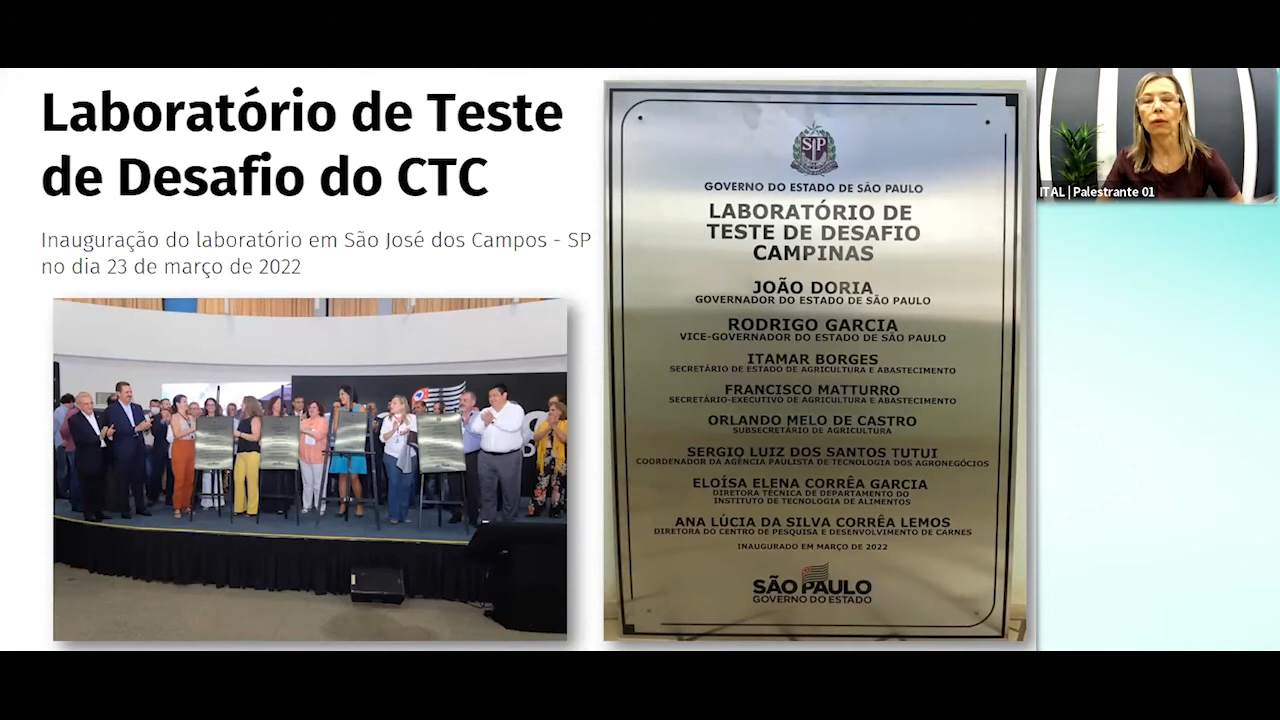 Laboratório de Teste
de Desafio do CTC
Inauguração do laboratório em São José dos Campos - SP
no dia 23 de março de 2022
SP
GOVERNO DO ESTADO DE SÃO PAULO
LABORATÓRIO DE
TESTE DE DESAFIO
CAMPINAS
JOÃO DORIA
GOVERNADOR DO ESTADO DE SÃO PAULO
RODRIGO GARCIA
VICE-GOVERNADOR DO ESTADO DE SÃO PAULO
ITAMAR BORGES
SECRETÁRIO DE ESTADO DE AGRICULTURA E ABASTECIMENTO
FRANCISCO MATTURRO
SECRETÁRIO-EXECUTIVO DE AGRICULTURA E ABASTECIMENTO
ORLANDO MELO DE CASTRO
SUBSECRETÁRIO DE AGRICULTURA
SERGIO LUIZ DOS SANTOS TUTUI
COORDENADOR DA AGÊNCIA PAULISTA DE TECNOLOGIA DOS AGRONEGÓCIOS
ELOÍSA ELENA CORRÊA GARCIA
DIRETORA TÉCNICA DE DEPARTAMENTO DO
INSTITUTO DE TECNOLOGIA DE ALIMENTOS
ANA LÚCIA DA SILVA CORRÊA LEMOS
DIRETORA DO CENTRO DE PESQUISA E DESENVOLVIMENTO DE CARNES
INAUGURADO EM MARÇO DE 2022
SÃO PAULO
GOVERNO DO ESTADO
ITAL | Palestrante 01